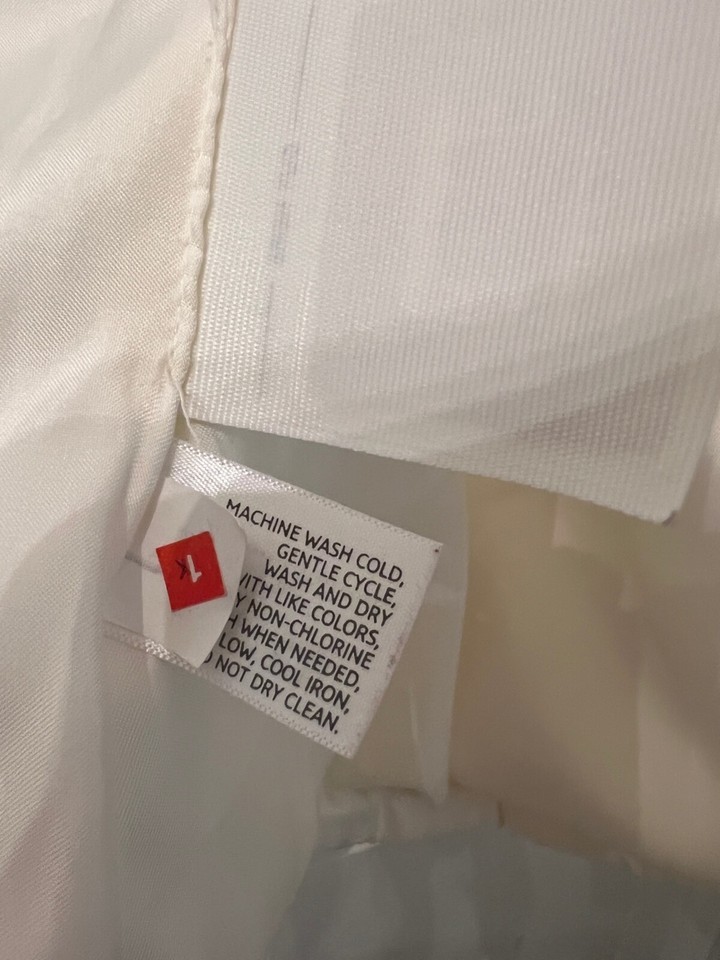 MACHINE WASH COLD,
GENTLE CYCLE,
WASH AND DRY
LIKE COLORS,
NON-CHLORINE
WHEN NEEDED,
LOW, COOL IRON,
NOT DRY CLEAN.